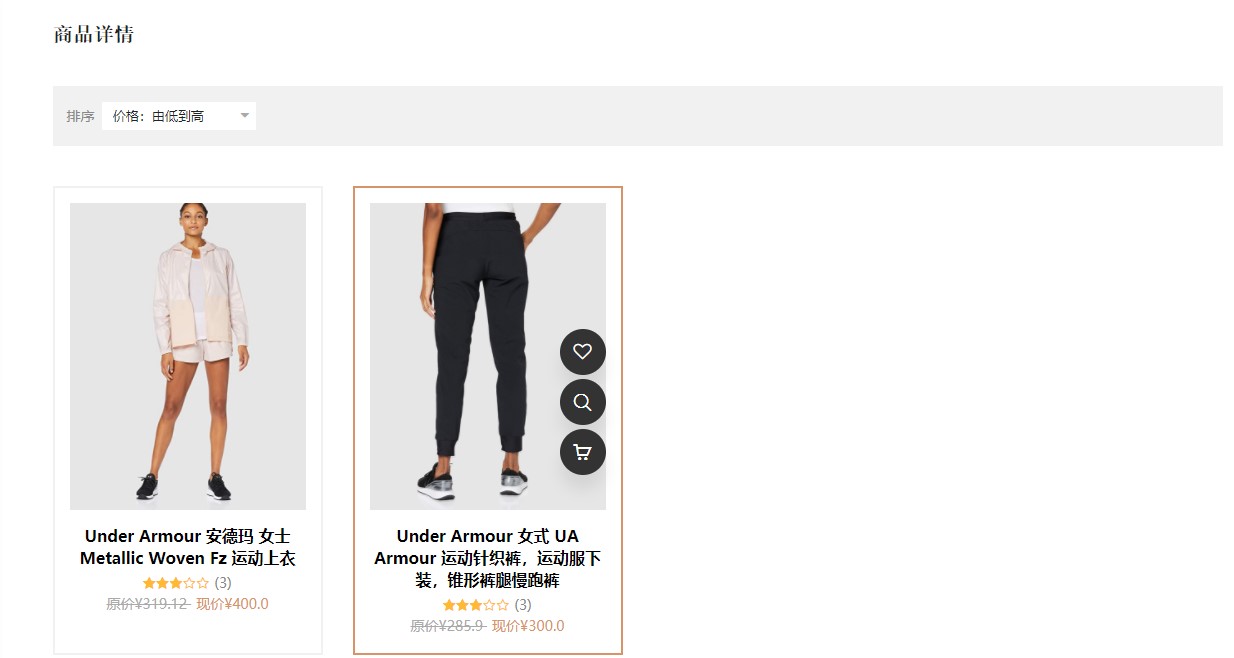 商品详情
排序 价格：由低到高
Under Armour 安德玛 女士
Metallic Woven Fz 运动上衣
(3)
原价¥319.12 现价¥400.0
Under Armour 女式 UA
Armour 运动针织裤，运动服下
装，锥形裤腿慢跑裤
(3)
原价¥285.9 现价¥300.0